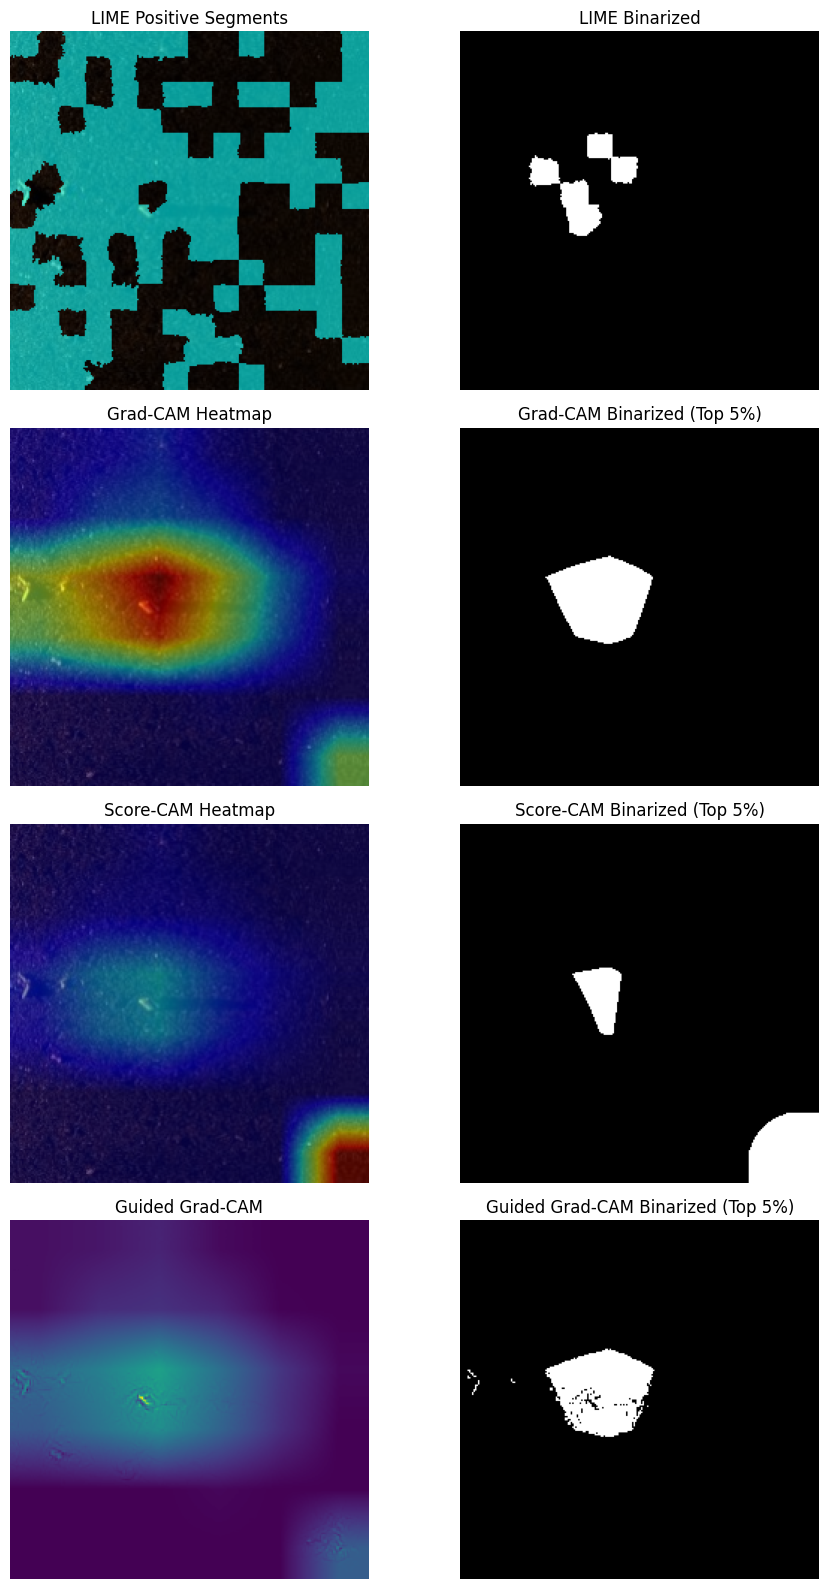 LIME Positive Segments
LIME Binarized
Grad-CAM Heatmap
Grad-CAM Binarized (Top 5%)
Score-CAM Heatmap
Score-CAM Binarized (Top 5%)
Guided Grad-CAM
Guided Grad-CAM Binarized (Top 5%)